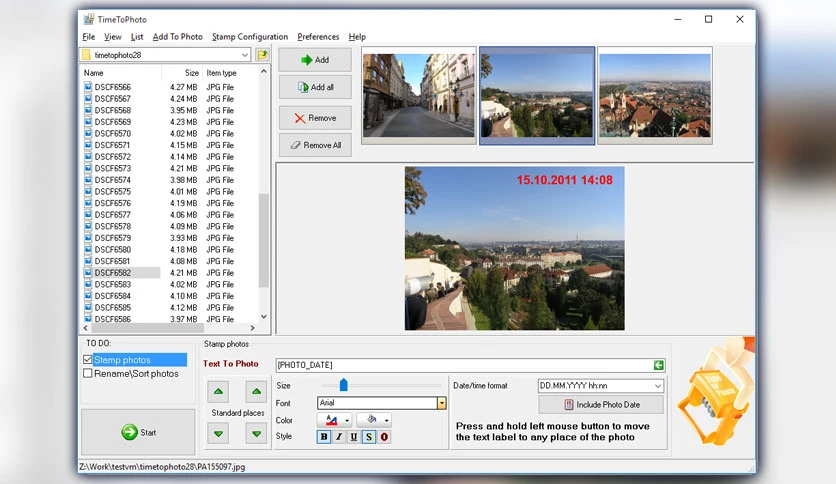 TimeToPhoto
File View List Add To Photo Stamp Configuration Preferences Help
timetophoto28
Name Size Item type
DSCF6566 4.27 MB JPG File
DSCF6567 4.24 MB JPG File
DSCF6568 3.95 MB JPG File
DSCF6569 4.23 MB JPG File
DSCF6570 4.02 MB JPG File
DSCF6571 4.15 MB JPG File
DSCF6572 4.14 MB JPG File
DSCF6573 4.21 MB JPG File
DSCF6574 3.98 MB JPG File
DSCF6575 4.01 MB JPG File
DSCF6576 4.19 MB JPG File
DSCF6577 4.06 MB JPG File
DSCF6578 4.09 MB JPG File
DSCF6579 3.93 MB JPG File
DSCF6580 4.18 MB JPG File
DSCF6581 4.08 MB JPG File
DSCF6582 4.21 MB JPG File
DSCF6583 4.02 MB JPG File
DSCF6584 4.10 MB JPG File
DSCF6585 4.12 MB JPG File
DSCF6586 3.97 MB JPG File
Add
Add all
Remove
Remove All
15.10.2011 14:08
TO DO:
Stamp photos
Rename\Sort photos
Start
Stamp photos
Text To Photo
[PHOTO_DATE]
Standard places
Size
Font Arial
Color A
Style B I U S O
Date/time format DD.MM.YYYY hh:nn
Include Photo Date
Press and hold left mouse button to move
the text label to any place of the photo
Z:\Work\testvm\timetophoto28\PA155097.jpg